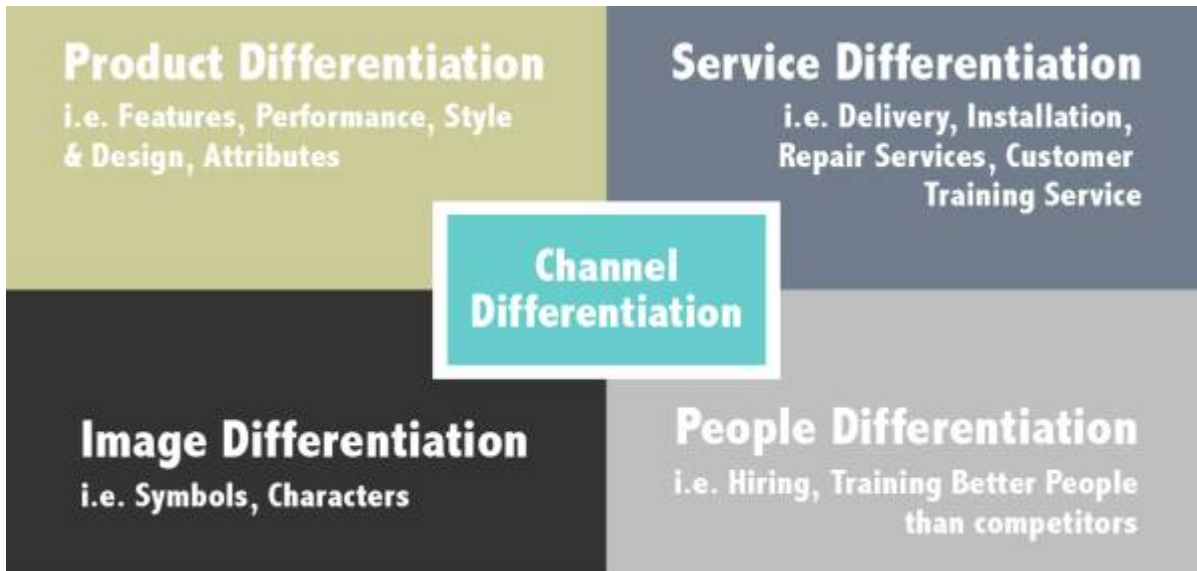 Product Differentiation
i.e. Features, Performance, Style
& Design, Attributes
Service Differentiation
i.e. Delivery, Installation,
Repair Services, Customer
Training Service
Channel
Differentiation
Image Differentiation
i.e. Symbols, Characters
People Differentiation
i.e. Hiring, Training Better People
than competitors